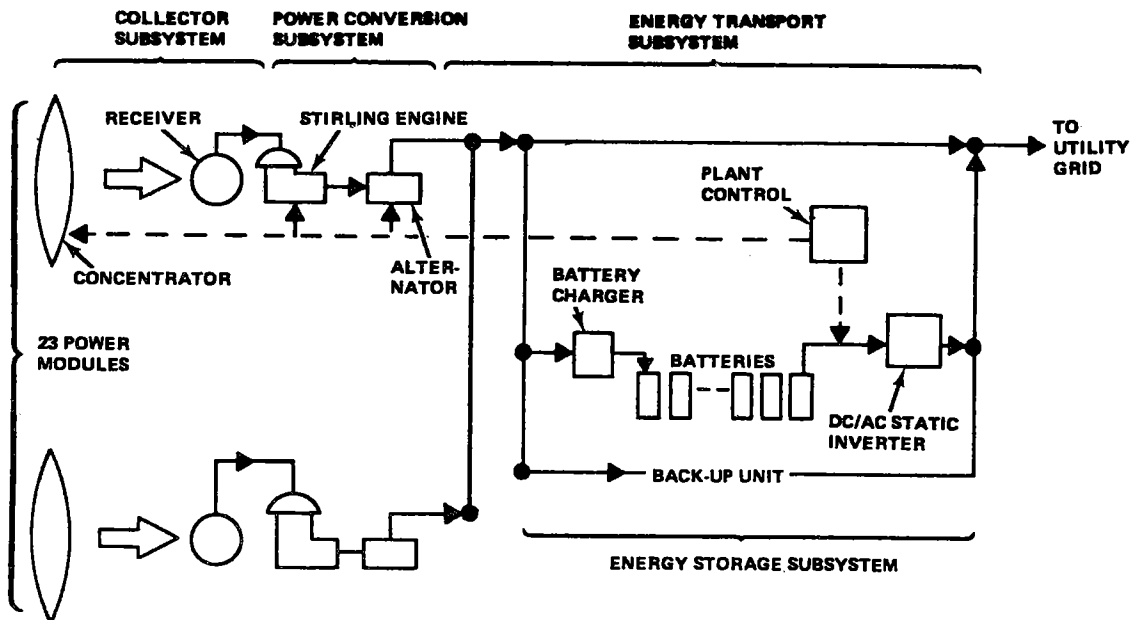 COLLECTOR
SUBSYSTEM
POWER CONVERSION
SUBSYSTEM
ENERGY TRANSPORT
SUBSYSTEM
RECEIVER
STIRLING ENGINE
TO
UTILITY
GRID
PLANT
CONTROL
CONCENTRATOR
ALTER-
NATOR
BATTERY
CHARGER
23 POWER
MODULES
BATTERIES
DC/AC STATIC
INVERTER
BACK-UP UNIT
ENERGY STORAGE SUBSYSTEM